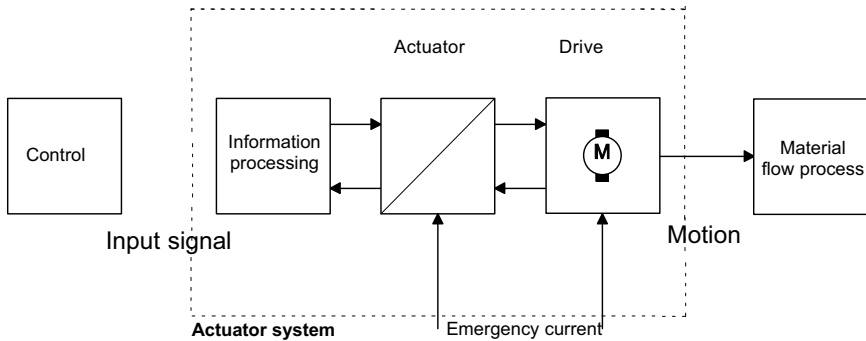 Actuator
Drive
Control
Information
processing
M
Material
flow process
Input signal
Motion
Actuator system
Emergency current